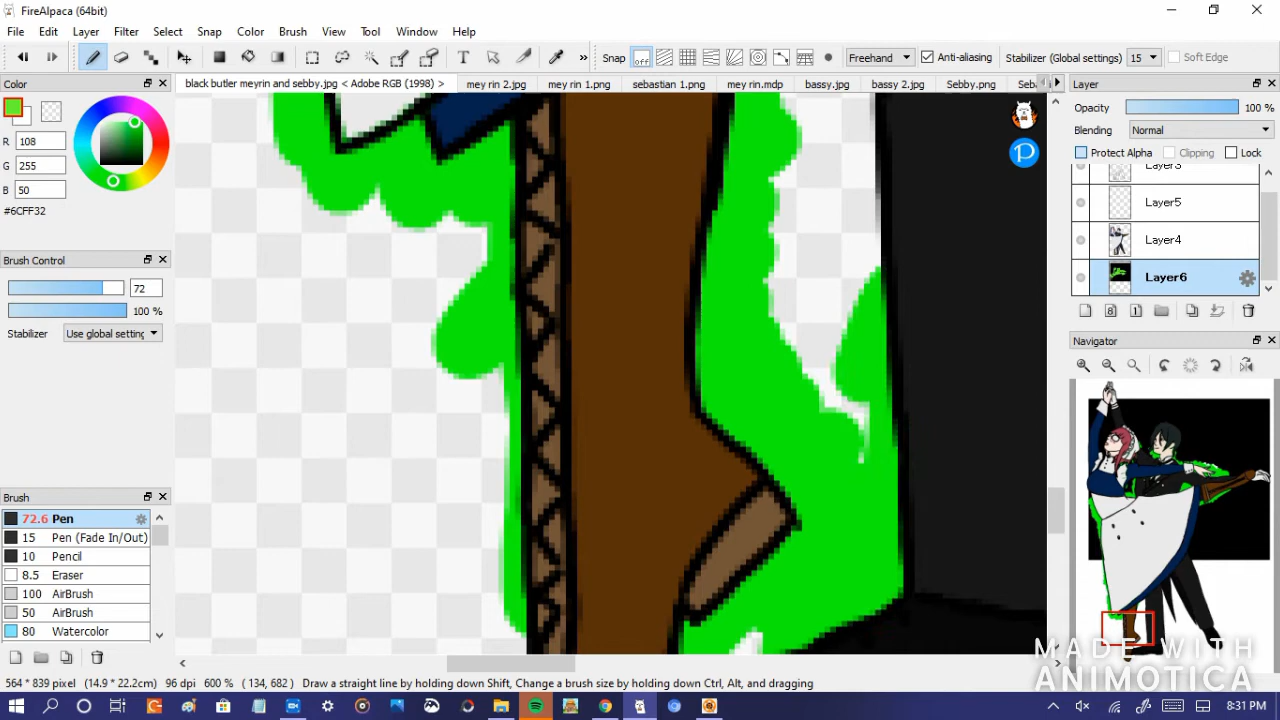 FireAlpaca (64bit)
File Edit Layer Filter Select Snap Color Brush View Tool Window Help
T » Snap off Freehand Anti-aliasing Stabilizer (Global settings) 15 Soft Edge
Color
black butler meyrin and sebby.jpg < Adobe RGB (1998) > mey rin 2.jpg mey rin 1.png sebastian 1.png mey rin.mdp bassy.jpg bassy 2.jpg Sebby.png
Layer
Opacity 100 %
Blending Normal
Protect Alpha Clipping Lock
R 108
G 255
B 50
#6CFF32
Layer5
Layer4
Layer6
Brush Control
72
100 %
Stabilizer Use global setting
8 1
Navigator
Brush
72.6 Pen
15 Pen (Fade In/Out)
10 Pencil
8.5 Eraser
100 AirBrush
50 AirBrush
80 Watercolor
564 * 839 pixel (14.9 * 22.2cm) 96 dpi 600 % ( 134, 682 ) Draw a straight line by holding down Shift, Change a brush size by holding down Ctrl, Alt, and dragging
MADE WITH
ANIMOTICA
8:31 PM